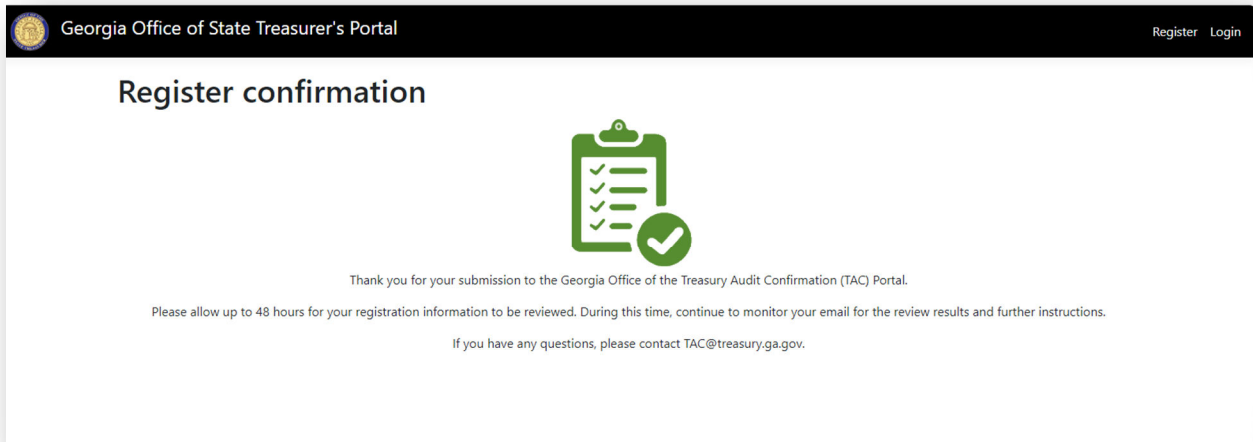 Georgia Office of State Treasurer's Portal
Register Login
Register confirmation
Thank you for your submission to the Georgia Office of the Treasury Audit Confirmation (TAC) Portal.
Please allow up to 48 hours for your registration information to be reviewed. During this time, continue to monitor your email for the review results and further instructions.
If you have any questions, please contact TAC@treasury.ga.gov.